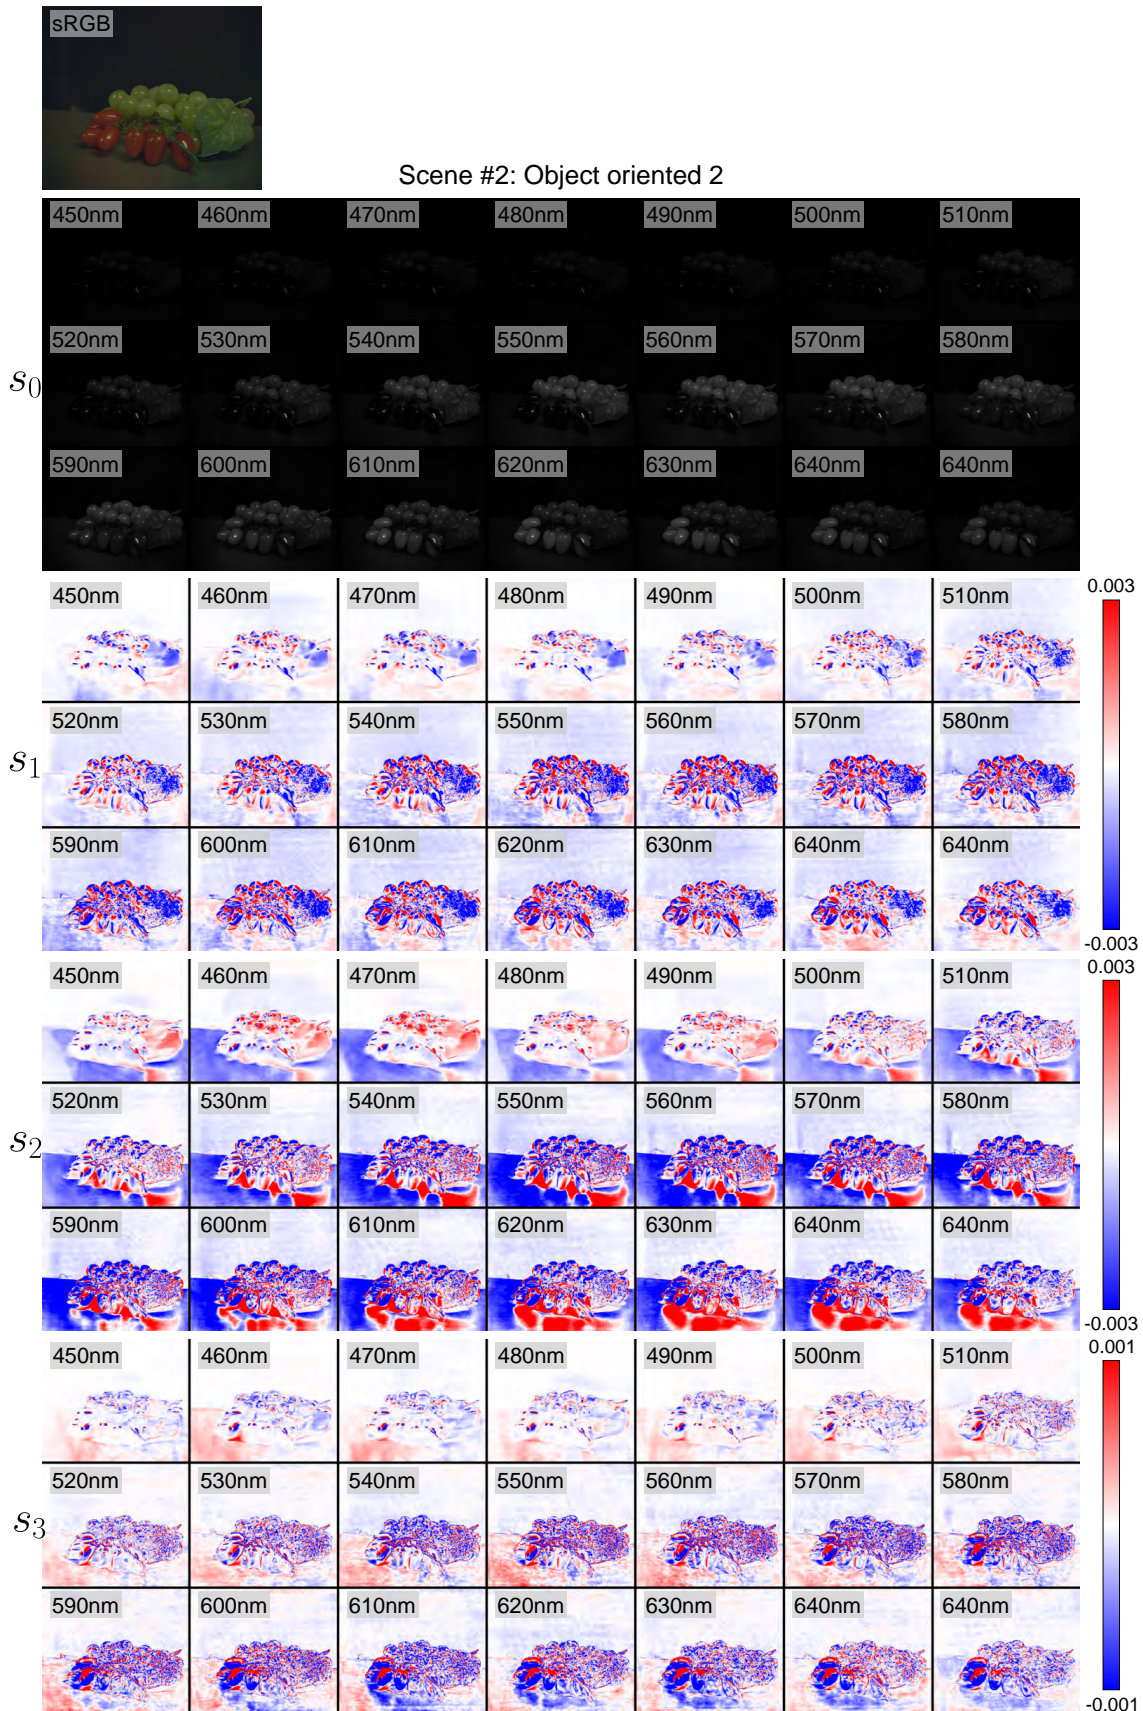 sRGB
Scene #2: Object oriented 2
450nm 460nm 470nm 480nm 490nm 500nm 510nm
520nm 530nm 540nm 550nm 560nm 570nm 580nm
s0
590nm 600nm 610nm 620nm 630nm 640nm 640nm
450nm 460nm 470nm 480nm 490nm 500nm 510nm 0.003
520nm 530nm 540nm 550nm 560nm 570nm 580nm
s1
590nm 600nm 610nm 620nm 630nm 640nm 640nm
-0.003
450nm 460nm 470nm 480nm 490nm 500nm 510nm 0.003
520nm 530nm 540nm 550nm 560nm 570nm 580nm
s2
590nm 600nm 610nm 620nm 630nm 640nm 640nm
-0.003
450nm 460nm 470nm 480nm 490nm 500nm 510nm 0.001
520nm 530nm 540nm 550nm 560nm 570nm 580nm
s3
590nm 600nm 610nm 620nm 630nm 640nm 640nm
-0.001